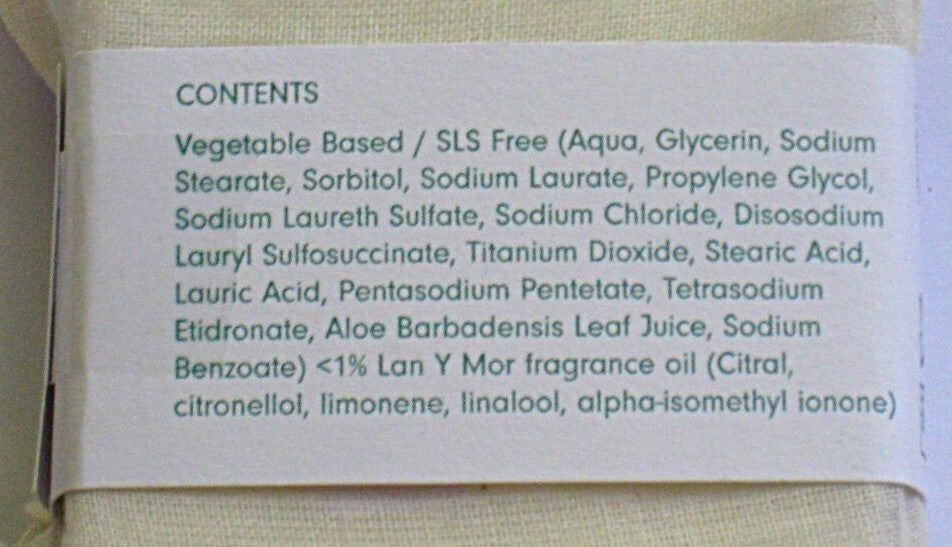 CONTENTS
Vegetable Based / SLS Free (Aqua, Glycerin, Sodium
Stearate, Sorbitol, Sodium Laurate, Propylene Glycol,
Sodium Laureth Sulfate, Sodium Chloride, Disosodium
Lauryl Sulfosuccinate, Titanium Dioxide, Stearic Acid,
Lauric Acid, Pentasodium Pentetate, Tetrasodium
Etidronate, Aloe Barbadensis Leaf Juice, Sodium
Benzoate) <1% Lan Y Mor fragrance oil (Citral,
citronellol, limonene, linalool, alpha-isomethyl ionone)